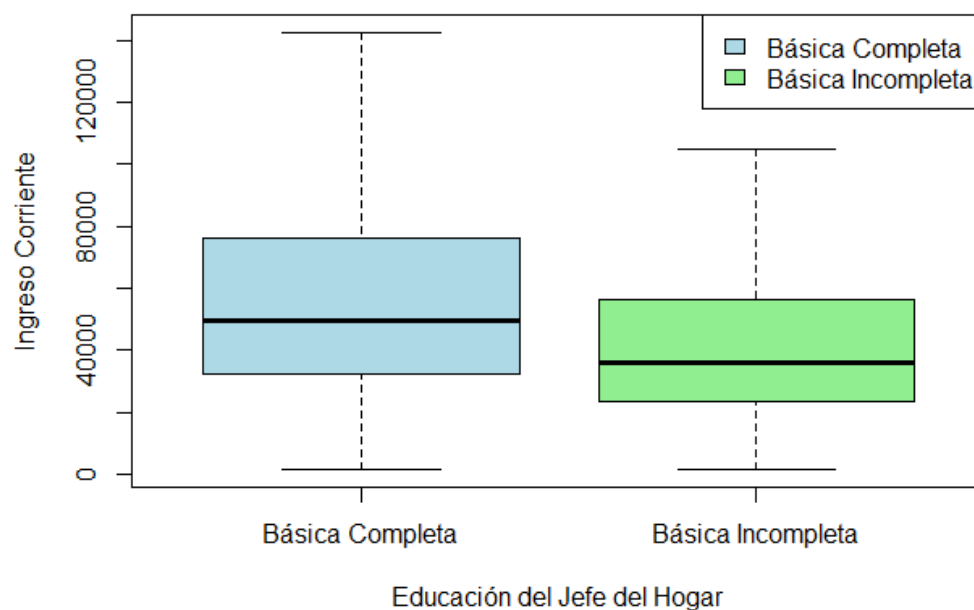 Básica Completa
Básica Incompleta
Ingreso Corriente
120000
80000
40000
0
Básica Completa
Básica Incompleta
Educación del Jefe del Hogar